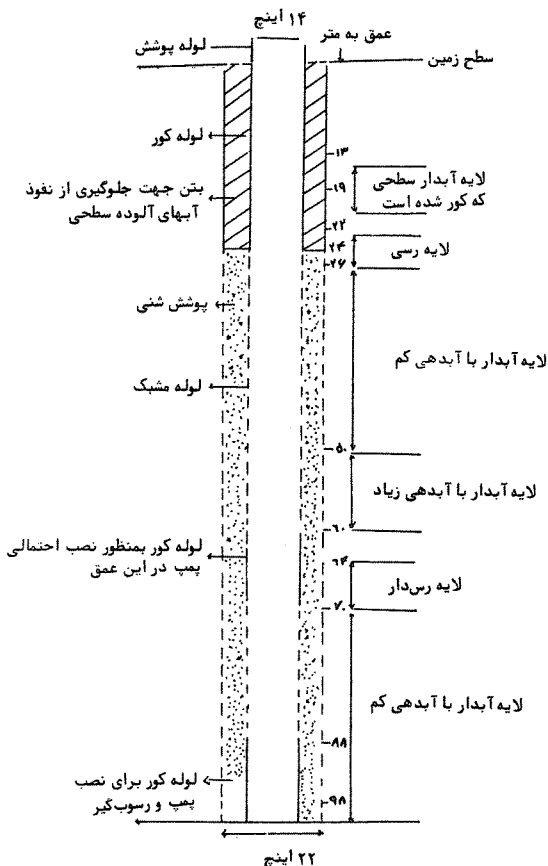 ۱۴ اینچ
عمق به متر
لوله پوشش
سطح زمین
لوله کور
۱۳
لایه آبدار سطحی
که کور شده است
۱۹
بتن جهت جلوگیری از نفوذ
آبهای آلوده سطحی
۲۲
۲۴
لایه رسی
۲۶
پوشش شنی
لایه آبدار با آبدهی کم
لوله مشبک
۵۰
لایه آبدار با آبدهی زیاد
۶۰
لوله کور بمنظور نصب احتمالی
پمپ در این عمق
۶۴
لایه رس‌دار
۷۰
لایه آبدار با آبدهی کم
۸۸
لوله کور برای نصب
پمپ و رسوب‌گیر
۹۸
۲۲ اینچ